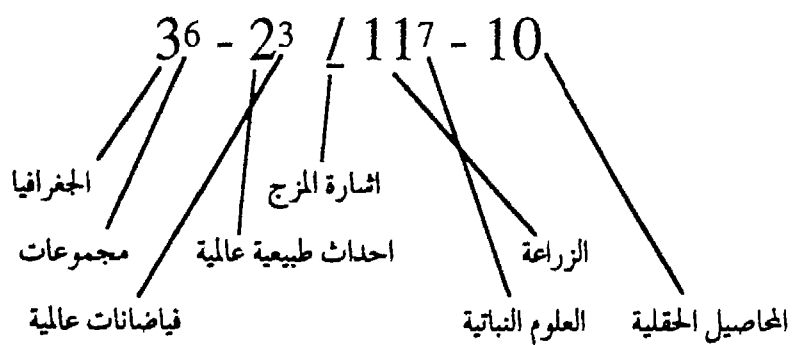 3⁶ - 2³ / 11⁷ - 10
الجغرافيا اشارة المزج
مجموعات احداث طبيعية عالمية الزراعة
فياضانات عالمية العلوم النباتية المحاصيل الحقلية